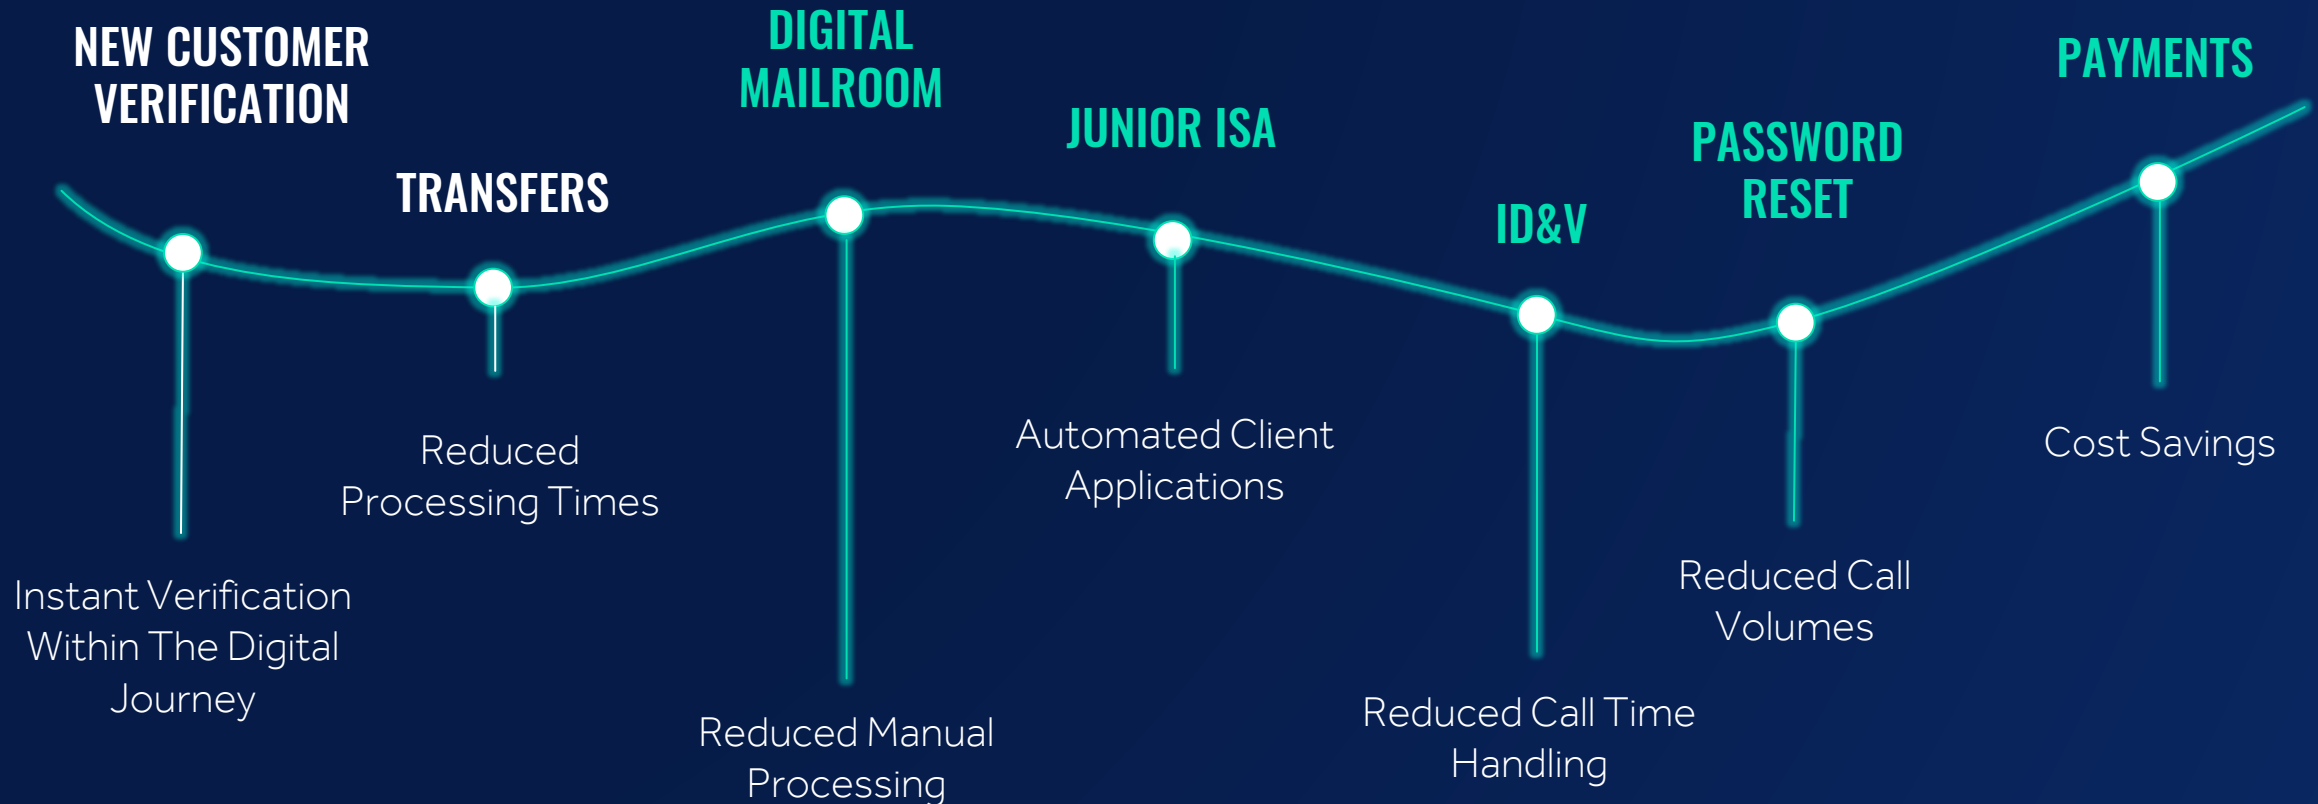 NEW CUSTOMER
VERIFICATION
Instant Verification
Within The Digital
Journey
TRANSFERS
Reduced
Processing Times
DIGITAL
MAILROOM
Reduced Manual
Processing
JUNIOR ISA
Automated Client
Applications
ID&V
Reduced Call Time
Handling
PASSWORD
RESET
Reduced Call
Volumes
PAYMENTS
Cost Savings